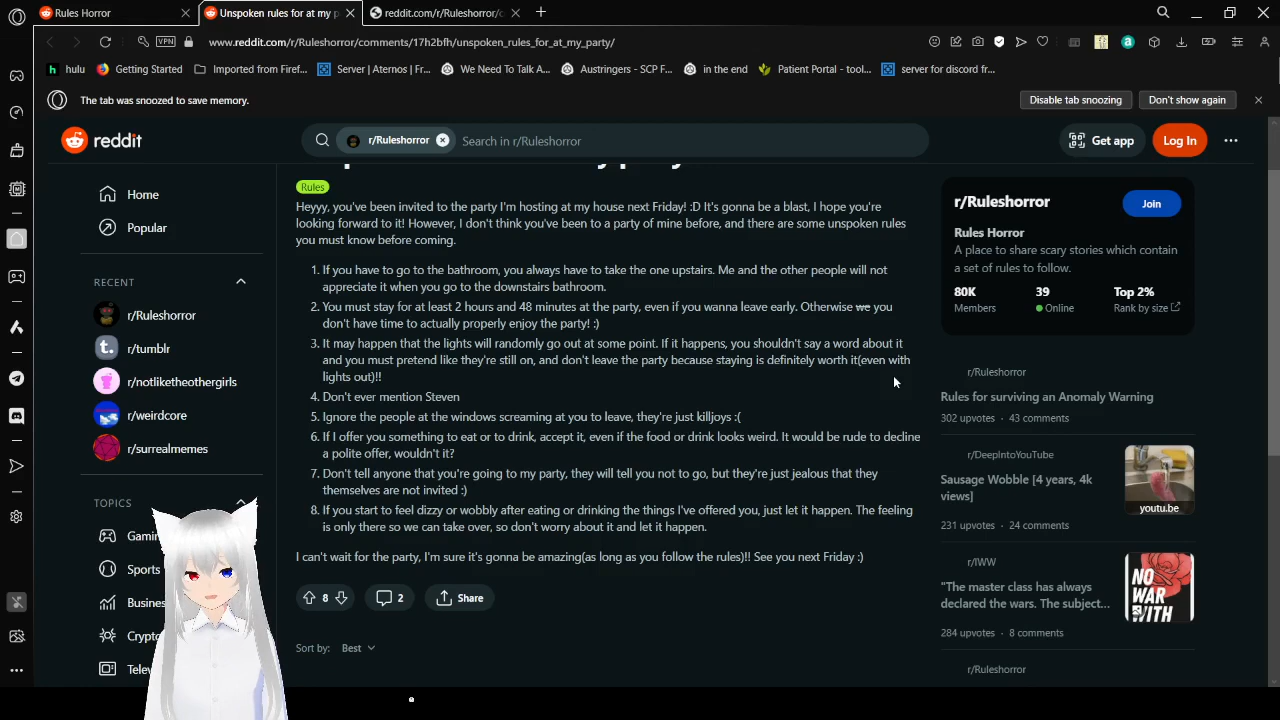 Rules Horror
Unspoken rules for at my p
reddit.com/r/Ruleshorror/c
VPN
www.reddit.com/r/Ruleshorror/comments/17h2bfh/unspoken_rules_for_at_my_party/
hulu
Getting Started
Imported from Firef...
Server | Aternos | Fr...
We Need To Talk A...
Austringers - SCP F...
in the end
Patient Portal - tool...
server for discord fr...
The tab was snoozed to save memory.
Disable tab snoozing
Don't show again
reddit
r/Ruleshorror
Search in r/Ruleshorror
Get app
Log In
Home
Popular
RECENT
r/Ruleshorror
r/tumblr
r/notliketheothergirls
r/weirdcore
r/surrealmemes
TOPICS
Gamin
Sports
Busines
Crypto
Telev
Rules
Heyyy, you've been invited to the party I'm hosting at my house next Friday! :D It's gonna be a blast, I hope you're
looking forward to it! However, I don't think you've been to a party of mine before, and there are some unspoken rules
you must know before coming.
1. If you have to go to the bathroom, you always have to take the one upstairs. Me and the other people will not
appreciate it when you go to the downstairs bathroom.
2. You must stay for at least 2 hours and 48 minutes at the party, even if you wanna leave early. Otherwise we you
don't have time to actually properly enjoy the party! :)
3. It may happen that the lights will randomly go out at some point. If it happens, you shouldn't say a word about it
and you must pretend like they're still on, and don't leave the party because staying is definitely worth it(even with
lights out)!!
4. Don't ever mention Steven
5. Ignore the people at the windows screaming at you to leave, they're just killjoys :(
6. If I offer you something to eat or to drink, accept it, even if the food or drink looks weird. It would be rude to decline
a polite offer, wouldn't it?
7. Don't tell anyone that you're going to my party, they will tell you not to go, but they're just jealous that they
themselves are not invited :)
8. If you start to feel dizzy or wobbly after eating or drinking the things I've offered you, just let it happen. The feeling
is only there so we can take over, so don't worry about it and let it happen.
I can't wait for the party, I'm sure it's gonna be amazing(as long as you follow the rules)!! See you next Friday :)
8
2
Share
Sort by: Best
r/Ruleshorror
Join
Rules Horror
A place to share scary stories which contain
a set of rules to follow.
80K 39 Top 2%
Members Online Rank by size
r/Ruleshorror
Rules for surviving an Anomaly Warning
302 upvotes · 43 comments
r/DeepIntoYouTube
Sausage Wobble [4 years, 4k
views]
youtu.be
231 upvotes · 24 comments
r/IWW
"The master class has always
declared the wars. The subject...
NO
WAR
WITH
284 upvotes · 8 comments
r/Ruleshorror